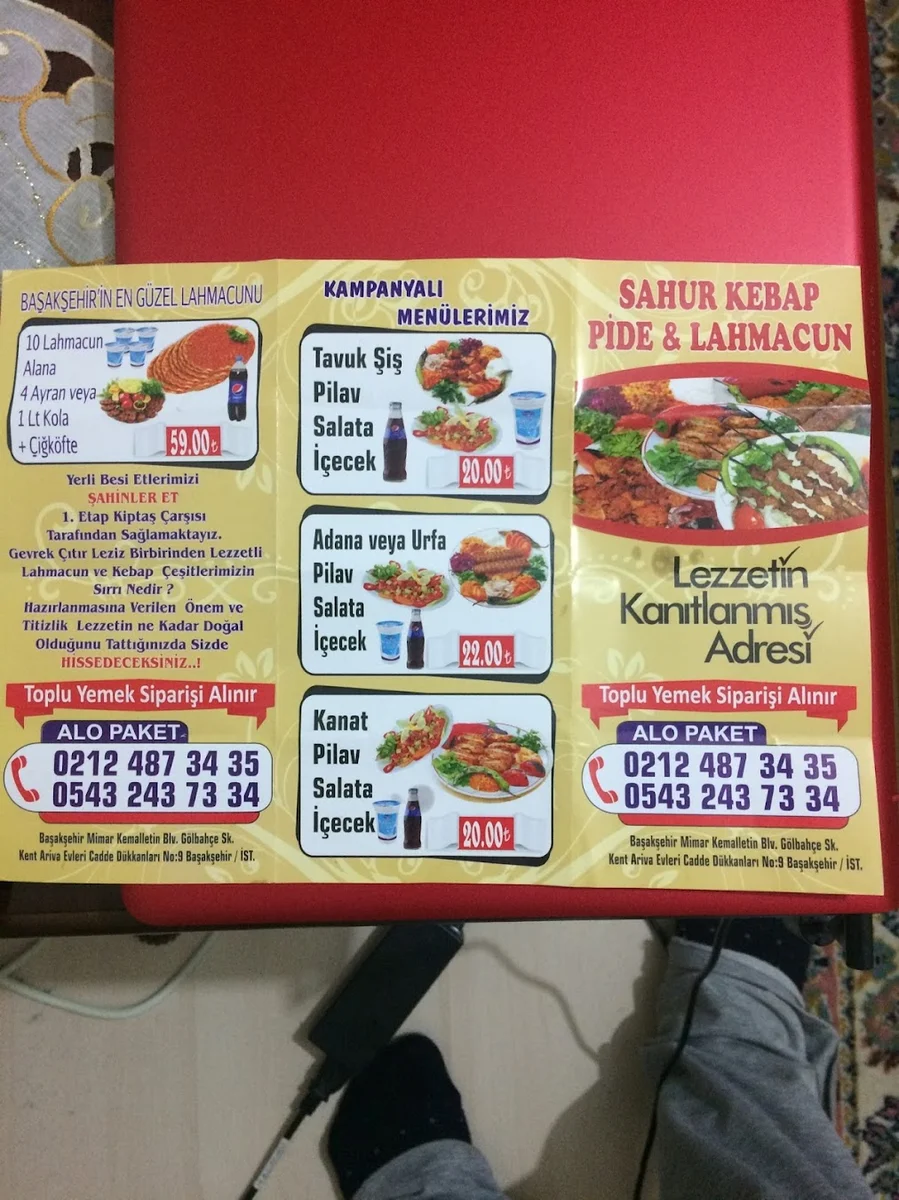 BAŞAKŞEHİR'İN EN GÜZEL LAHMACUNU
10 Lahmacun
Alana
4 Ayran veya
1 Lt Kola
+ Çiğköfte
59.00₺
Yerli Besi Etlerimizi
ŞAHİNLER ET
1. Etap Kiptaş Çarşısı
Tarafından Sağlamaktayız.
Gevrek Çıtır Leziz Birbirinden Lezzetli
Lahmacun ve Kebap Çeşitlerimizin
Sırrı Nedir ?
Hazırlanmasına Verilen Önem ve
Titizlik Lezzetin ne Kadar Doğal
Olduğunu Tattığınızda Sizde
HİSSEDECEKSİNİZ..!
Toplu Yemek Siparişi Alınır
ALO PAKET
0212 487 34 35
0543 243 73 34
Başakşehir Mimar Kemalletin Blv. Gölbahçe Sk.
Kent Ariva Evleri Cadde Dükkanları No:9 Başakşehir / İST.
KAMPANYALI
MENÜLERİMİZ
Tavuk Şiş
Pilav
Salata
İçecek
20.00₺
Adana veya Urfa
Pilav
Salata
İçecek
22.00₺
Kanat
Pilav
Salata
İçecek
20.00₺
SAHUR KEBAP
PİDE & LAHMACUN
Lezzetin
Kanıtlanmış
Adresi
Toplu Yemek Siparişi Alınır
ALO PAKET
0212 487 34 35
0543 243 73 34
Başakşehir Mimar Kemalletin Blv. Gölbahçe Sk.
Kent Ariva Evleri Cadde Dükkanları No:9 Başakşehir / İST.